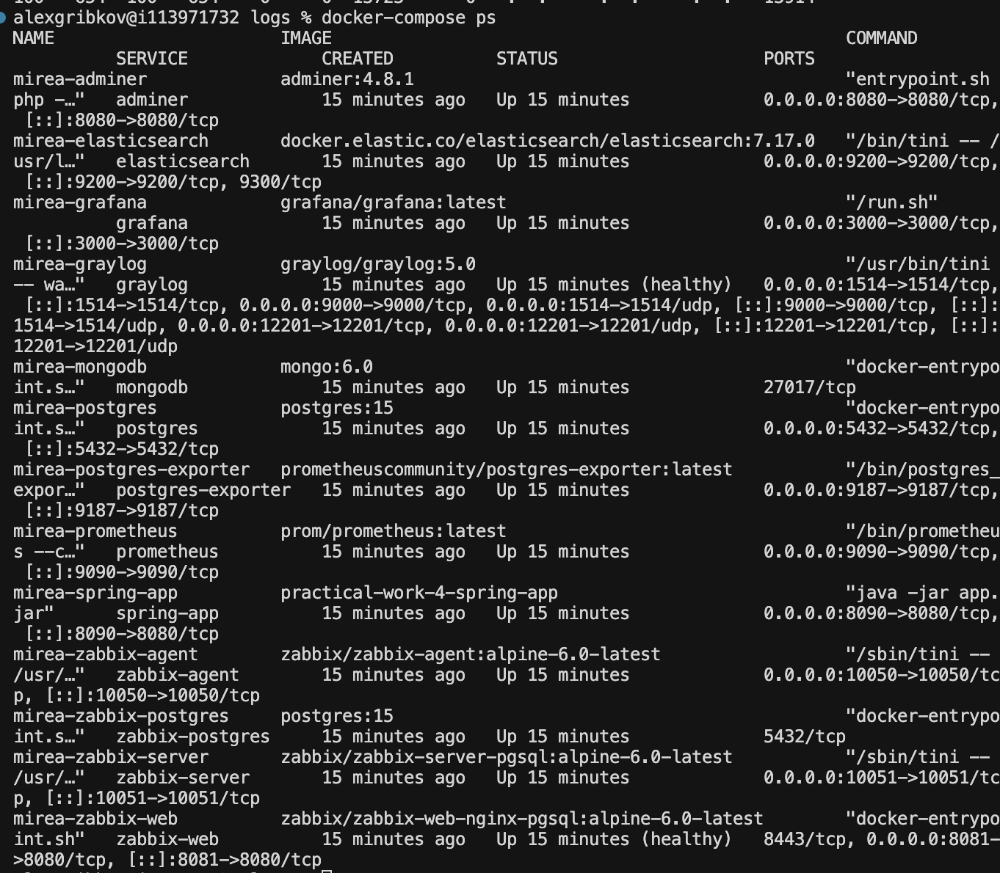 alexgribkov@i113971732 logs % docker-compose ps
NAME IMAGE COMMAND
SERVICE CREATED STATUS PORTS
mirea-adminer adminer:4.8.1 "entrypoint.sh
php -…" adminer 15 minutes ago Up 15 minutes 0.0.0.0:8080->8080/tcp,
[::]:8080->8080/tcp
mirea-elasticsearch docker.elastic.co/elasticsearch/elasticsearch:7.17.0 "/bin/tini -- /
usr/l…" elasticsearch 15 minutes ago Up 15 minutes 0.0.0.0:9200->9200/tcp,
[::]:9200->9200/tcp, 9300/tcp
mirea-grafana grafana/grafana:latest "/run.sh"
grafana 15 minutes ago Up 15 minutes 0.0.0.0:3000->3000/tcp,
[::]:3000->3000/tcp
mirea-graylog graylog/graylog:5.0 "/usr/bin/tini
-- wa…" graylog 15 minutes ago Up 15 minutes (healthy) 0.0.0.0:1514->1514/tcp,
[::]:1514->1514/tcp, 0.0.0.0:9000->9000/tcp, 0.0.0.0:1514->1514/udp, [::]:9000->9000/tcp, [::]:
1514->1514/udp, 0.0.0.0:12201->12201/tcp, 0.0.0.0:12201->12201/udp, [::]:12201->12201/tcp, [::]:
12201->12201/udp
mirea-mongodb mongo:6.0 "docker-entrypo
int.s…" mongodb 15 minutes ago Up 15 minutes 27017/tcp
mirea-postgres postgres:15 "docker-entrypo
int.s…" postgres 15 minutes ago Up 15 minutes 0.0.0.0:5432->5432/tcp,
[::]:5432->5432/tcp
mirea-postgres-exporter prometheuscommunity/postgres-exporter:latest "/bin/postgres_
expor…" postgres-exporter 15 minutes ago Up 15 minutes 0.0.0.0:9187->9187/tcp,
[::]:9187->9187/tcp
mirea-prometheus prom/prometheus:latest "/bin/prometheu
s --c…" prometheus 15 minutes ago Up 15 minutes 0.0.0.0:9090->9090/tcp,
[::]:9090->9090/tcp
mirea-spring-app practical-work-4-spring-app "java -jar app.
jar" spring-app 15 minutes ago Up 15 minutes 0.0.0.0:8090->8080/tcp,
[::]:8090->8080/tcp
mirea-zabbix-agent zabbix/zabbix-agent:alpine-6.0-latest "/sbin/tini --
/usr/…" zabbix-agent 15 minutes ago Up 15 minutes 0.0.0.0:10050->10050/tc
p, [::]:10050->10050/tcp
mirea-zabbix-postgres postgres:15 "docker-entrypo
int.s…" zabbix-postgres 15 minutes ago Up 15 minutes 5432/tcp
mirea-zabbix-server zabbix/zabbix-server-pgsql:alpine-6.0-latest "/sbin/tini --
/usr/…" zabbix-server 15 minutes ago Up 15 minutes 0.0.0.0:10051->10051/tc
p, [::]:10051->10051/tcp
mirea-zabbix-web zabbix/zabbix-web-nginx-pgsql:alpine-6.0-latest "docker-entrypo
int.sh" zabbix-web 15 minutes ago Up 15 minutes (healthy) 8443/tcp, 0.0.0.0:8081-
>8080/tcp, [::]:8081->8080/tcp